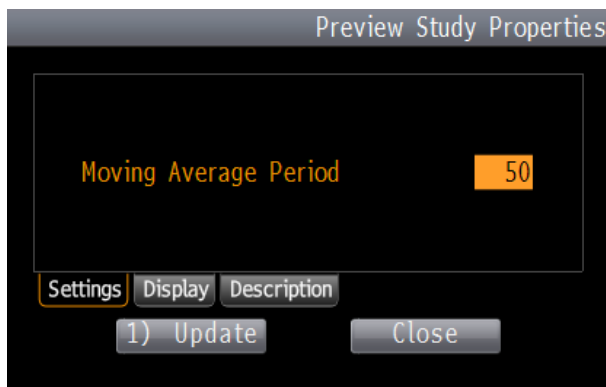 Preview Study Properties
Moving Average Period 50
Settings Display Description
1) Update Close